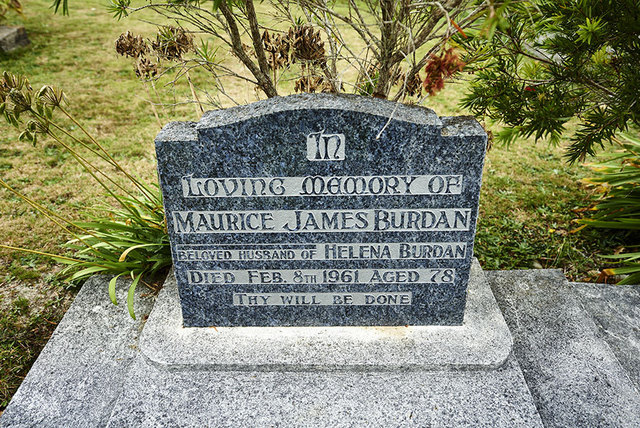 IN
LOVING MEMORY OF
MAURICE JAMES BURDAN
BELOVED HUSBAND OF HELENA BURDAN
DIED FEB. 8TH 1961 AGED 78
THY WILL BE DONE